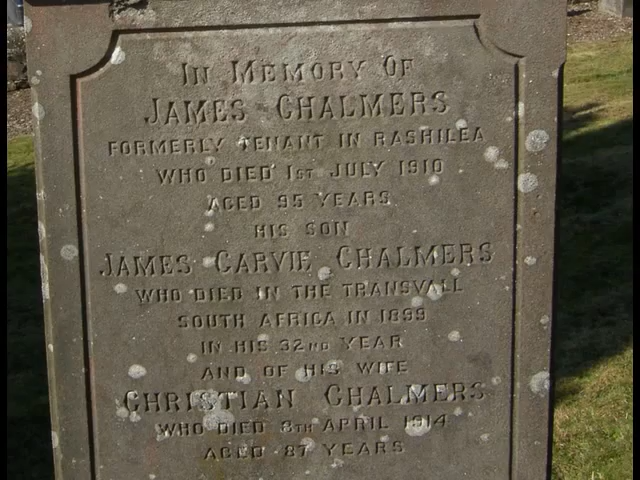 IN MEMORY OF
JAMES CHALMERS
FORMERLY TENANT IN RASHILEA
WHO DIED 1ST JULY 1910
AGED 95 YEARS
HIS SON
JAMES GARVIE CHALMERS
WHO DIED IN THE TRANSVALL
SOUTH AFRICA IN 1899
IN HIS 32ND YEAR
AND OF HIS WIFE
CHRISTIAN CHALMERS
WHO DIED 8TH APRIL 1914
AGED 87 YEARS